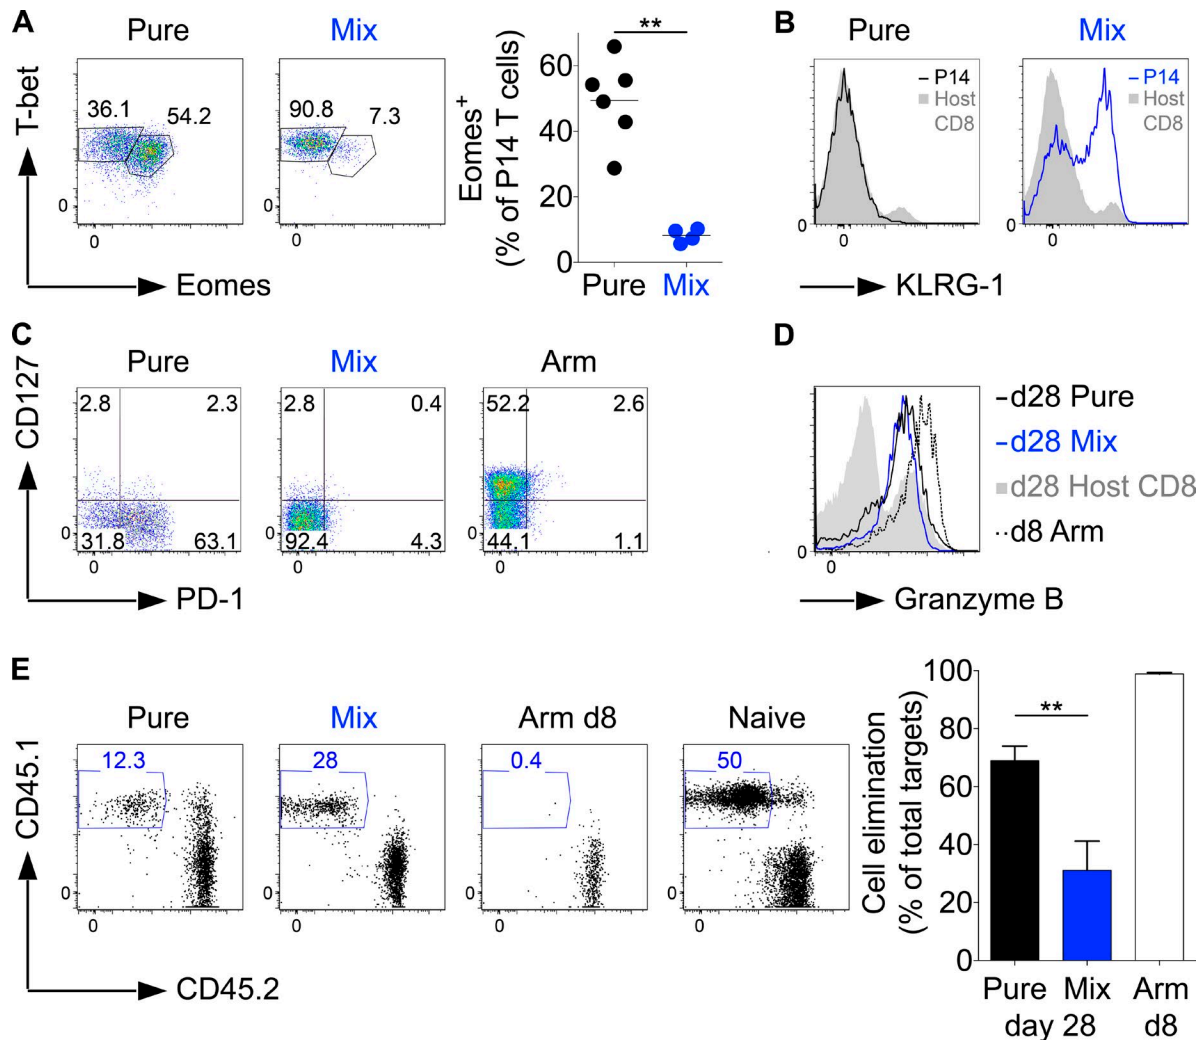 A
Pure
Mix
T-bet
36.1
54.2
0
0
90.8
7.3
0
0
Eomes
Eomes+
(% of P14 T cells)
60
40
20
0
**
Pure Mix
B
Pure
Mix
P14
Host
CD8
0
0
P14
Host
CD8
0
0
KLRG-1
C
Pure
Mix
Arm
CD127
2.8
2.3
31.8
63.1
0
0
2.8
0.4
92.4
4.3
0
0
52.2
2.6
44.1
1.1
0
0
PD-1
D
0
0
d28 Pure
d28 Mix
d28 Host CD8
d8 Arm
Granzyme B
E
Pure
Mix
Arm d8
Naive
CD45.1
12.3
0
0
28
0
0
0.4
0
0
50
0
0
CD45.2
Cell elimination
(% of total targets)
100
80
60
40
20
0
**
Pure Mix Arm
day 28 d8